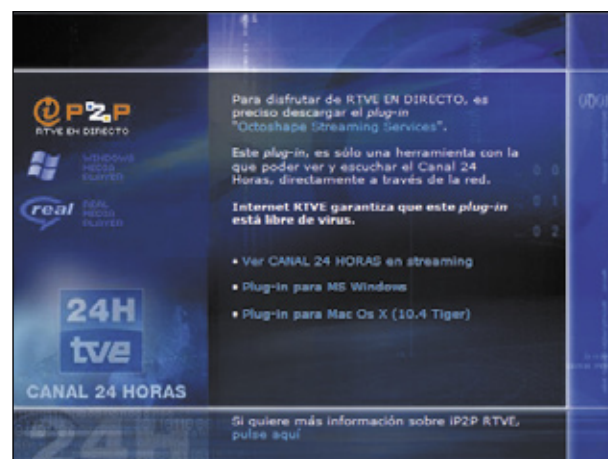 iP2P
RTVE EN DIRECTO
WINDOWS
MEDIA
PLAYER
real
REAL
MEDIA
PLAYER
24H
tve
CANAL 24 HORAS
Para disfrutar de RTVE EN DIRECTO, es
preciso descargar el plug-in
"Octoshape Streaming Services".
Este plug-in, es sólo una herramienta con la
que poder ver y escuchar el Canal 24
Horas, directamente a través de la red.
Internet RTVE garantiza que este plug-in
está libre de virus.
• Ver CANAL 24 HORAS en streaming
• Plug-in para MS Windows
• Plug-in para Mac Os X (10.4 Tiger)
Si quiere más información sobre iP2P RTVE,
pulse aquí
24H